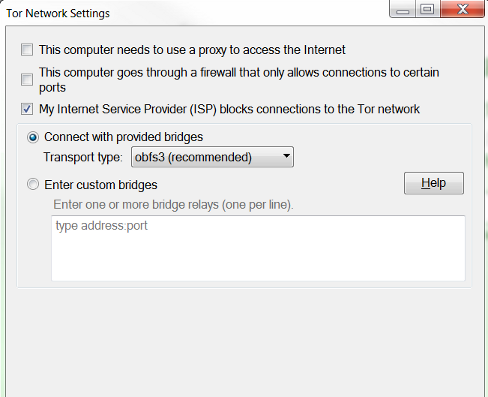 Tor Network Settings
This computer needs to use a proxy to access the Internet
This computer goes through a firewall that only allows connections to certain
ports
My Internet Service Provider (ISP) blocks connections to the Tor network
Connect with provided bridges
Transport type: obfs3 (recommended)
Enter custom bridges
Help
Enter one or more bridge relays (one per line).
type address:port